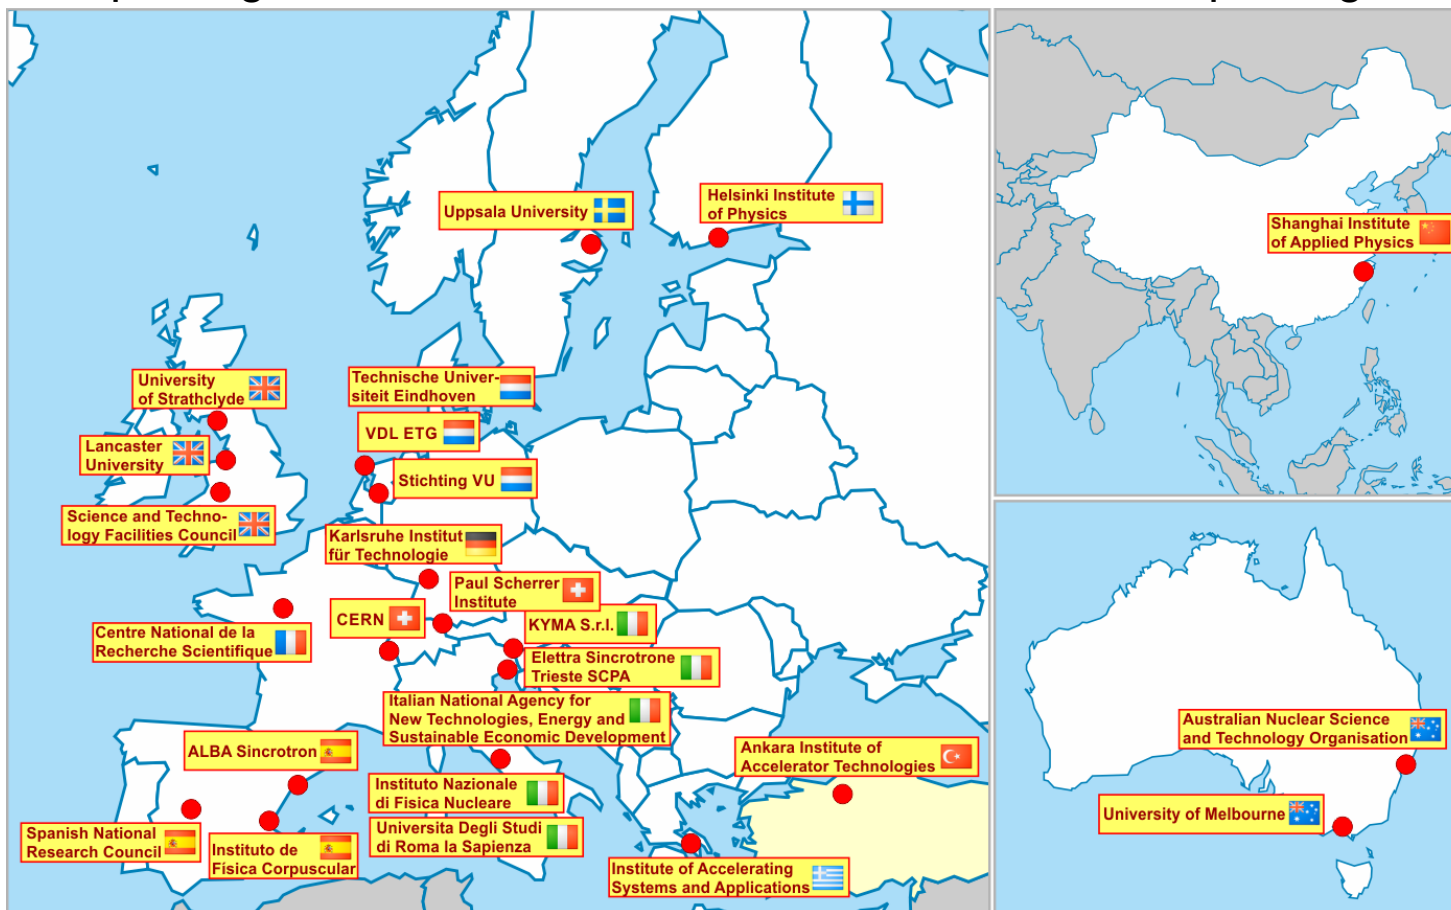 Uppsala University
Helsinki Institute
of Physics
Shanghai Institute
of Applied Physics
University
of Strathclyde
Technische Univer-
siteit Eindhoven
VDL ETG
Lancaster
University
Stichting VU
Science and Techno-
logy Facilities Council
Karlsruhe Institut
für Technologie
Paul Scherrer
Institute
CERN
KYMA S.r.l.
Centre National de la
Recherche Scientifique
Elettra Sincrotrone
Trieste SCPA
Italian National Agency for
New Technologies, Energy and
Sustainable Economic Development
ALBA Sincrotron
Ankara Institute of
Accelerator Technologies
Instituto Nazionale
di Fisica Nucleare
Universita Degli Studi
di Roma la Sapienza
Spanish National
Research Council
Instituto de
Física Corpuscular
Institute of Accelerating
Systems and Applications
Australian Nuclear Science
and Technology Organisation
University of Melbourne